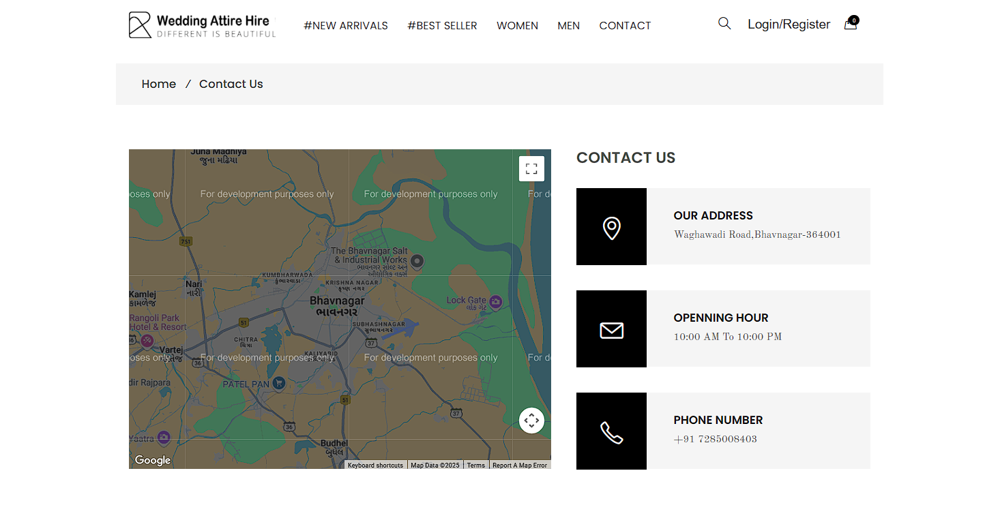 Wedding Attire Hire
DIFFERENT IS BEAUTIFUL
#NEW ARRIVALS
#BEST SELLER
WOMEN
MEN
CONTACT
Login/Register
0
Home / Contact Us
Juna Madhiya
જુના મઢિયા
oses only
For development purposes only
For development purposes only
For d
751
The Bhavnagar Salt
& Industrial Works
ભાવનગર સોલ્ટ અને
ઔદ્યોગિક વર્ક્સ
KUMBHARWADA
કુંભારવાડા
KRISHNA NAGAR
કૃષ્ણ નગર
Nari
નારી
Kamlej
કામળેજ
Bhavnagar
ભાવનગર
Lock Gate
લોક ગેટ
Rangoli Park
Hotel & Resort
51
SUBHASHNAGAR
સુભાષનગર
CHITRA
ચિત્રા
37
Vartej
વરતેજ
36
oses only
For development purposes only
KALIYABID
For development purposes only
For d
dir Rajpara
PATEL PAN
51
37
36
Yaatra
Budhel
બુધેલ
Google
Keyboard shortcuts
Map Data ©2025
Terms
Report A Map Error
CONTACT US
OUR ADDRESS
Waghawadi Road,Bhavnagar-364001
OPENNING HOUR
10:00 AM To 10:00 PM
PHONE NUMBER
+91 7285008403